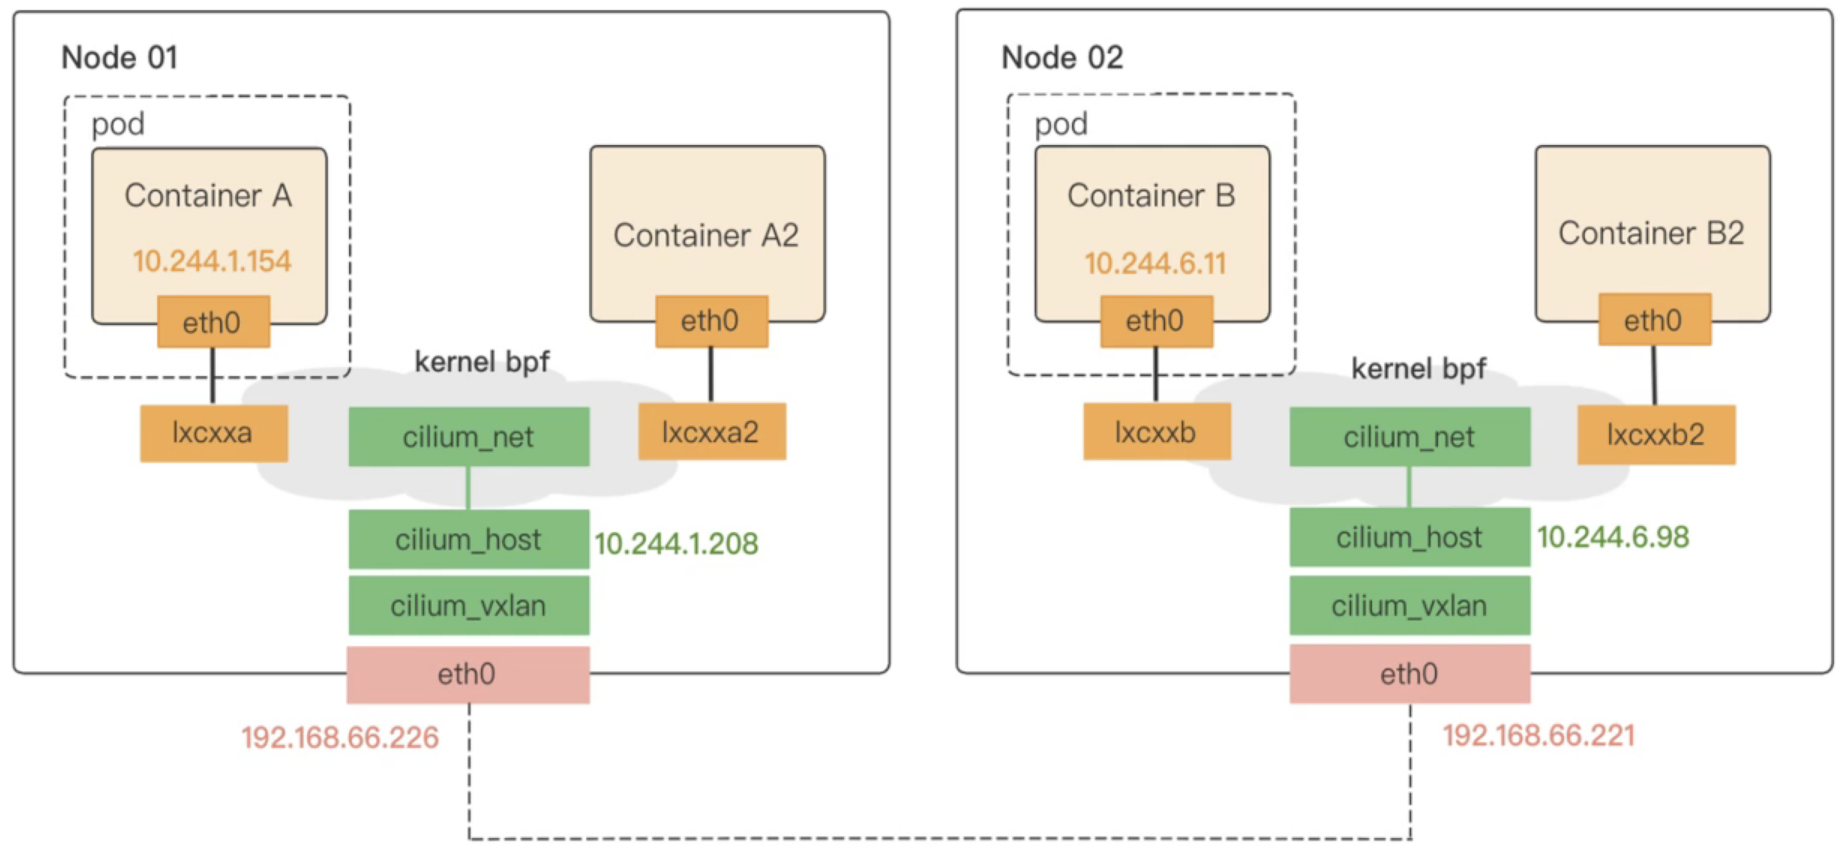 Node 01
pod
Container A
10.244.1.154
eth0
Container A2
eth0
kernel bpf
lxcxxa
cilium_net
lxcxxa2
cilium_host
10.244.1.208
cilium_vxlan
eth0
192.168.66.226
Node 02
pod
Container B
10.244.6.11
eth0
Container B2
eth0
kernel bpf
lxcxxb
cilium_net
lxcxxb2
cilium_host
10.244.6.98
cilium_vxlan
eth0
192.168.66.221